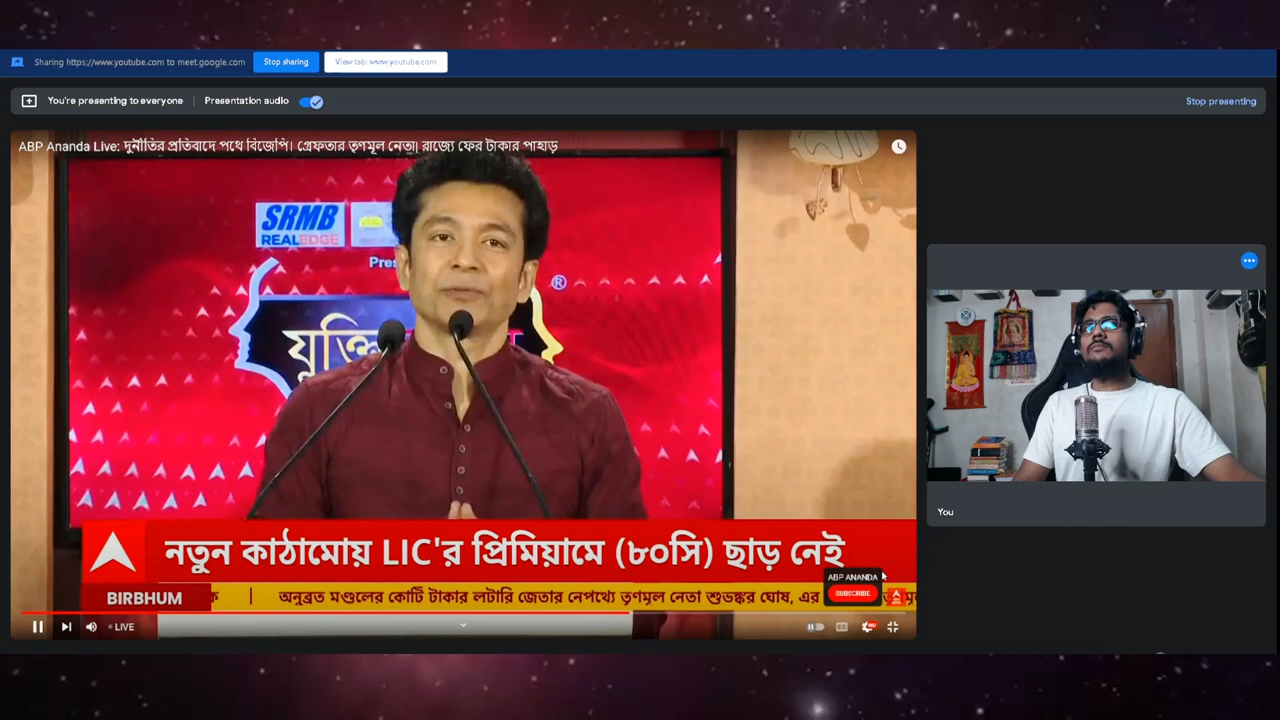 Sharing https://www.youtube.com to meet.google.com
Stop sharing
View tab: www.youtube.com
You're presenting to everyone
Presentation audio
Stop presenting
ABP Ananda Live: দুর্নীতির প্রতিবাদে পথে বিজেপি। গ্রেফতার তৃণমূল নেতা। রাজ্যে ফের টাকার পাহাড়
SRMB
REALEDGE
Pres
®
যুক্তি
নতুন কাঠামোয় LIC'র প্রিমিয়ামে (৮০সি) ছাড় নেই
ABP ANANDA
SUBSCRIBE
BIRBHUM
ক | অনুব্রত মণ্ডলের কোটি টাকার লটারি জেতার নেপথ্যে তৃণমূল নেতা শুভঙ্কর ঘোষ, এর
LIVE
You